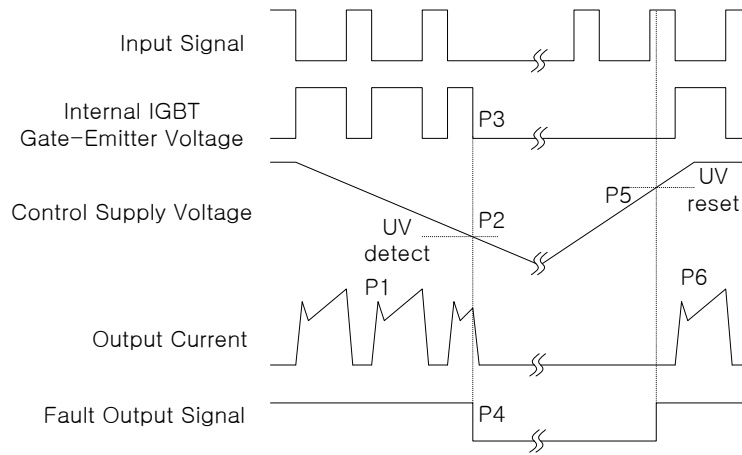 Input Signal
Internal IGBT
Gate-Emitter Voltage
P3
Control Supply Voltage
P5
UV
reset
P2
UV
detect
P1
P6
Output Current
Fault Output Signal
P4